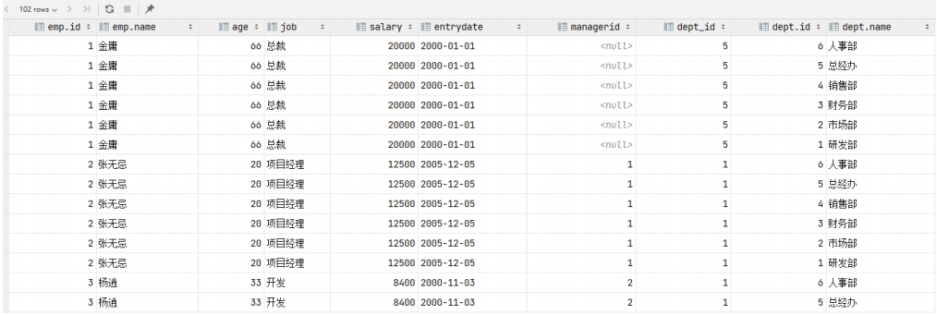 102 rows
emp.id emp.name age job salary entrydate managerid dept_id dept.id dept.name
1 金庸 66 总裁 20000 2000-01-01 <null> 5 6 人事部
1 金庸 66 总裁 20000 2000-01-01 <null> 5 5 总经办
1 金庸 66 总裁 20000 2000-01-01 <null> 5 4 销售部
1 金庸 66 总裁 20000 2000-01-01 <null> 5 3 财务部
1 金庸 66 总裁 20000 2000-01-01 <null> 5 2 市场部
1 金庸 66 总裁 20000 2000-01-01 <null> 5 1 研发部
2 张无忌 20 项目经理 12500 2005-12-05 1 1 6 人事部
2 张无忌 20 项目经理 12500 2005-12-05 1 1 5 总经办
2 张无忌 20 项目经理 12500 2005-12-05 1 1 4 销售部
2 张无忌 20 项目经理 12500 2005-12-05 1 1 3 财务部
2 张无忌 20 项目经理 12500 2005-12-05 1 1 2 市场部
2 张无忌 20 项目经理 12500 2005-12-05 1 1 1 研发部
3 杨逍 33 开发 8400 2000-11-03 2 1 6 人事部
3 杨逍 33 开发 8400 2000-11-03 2 1 5 总经办